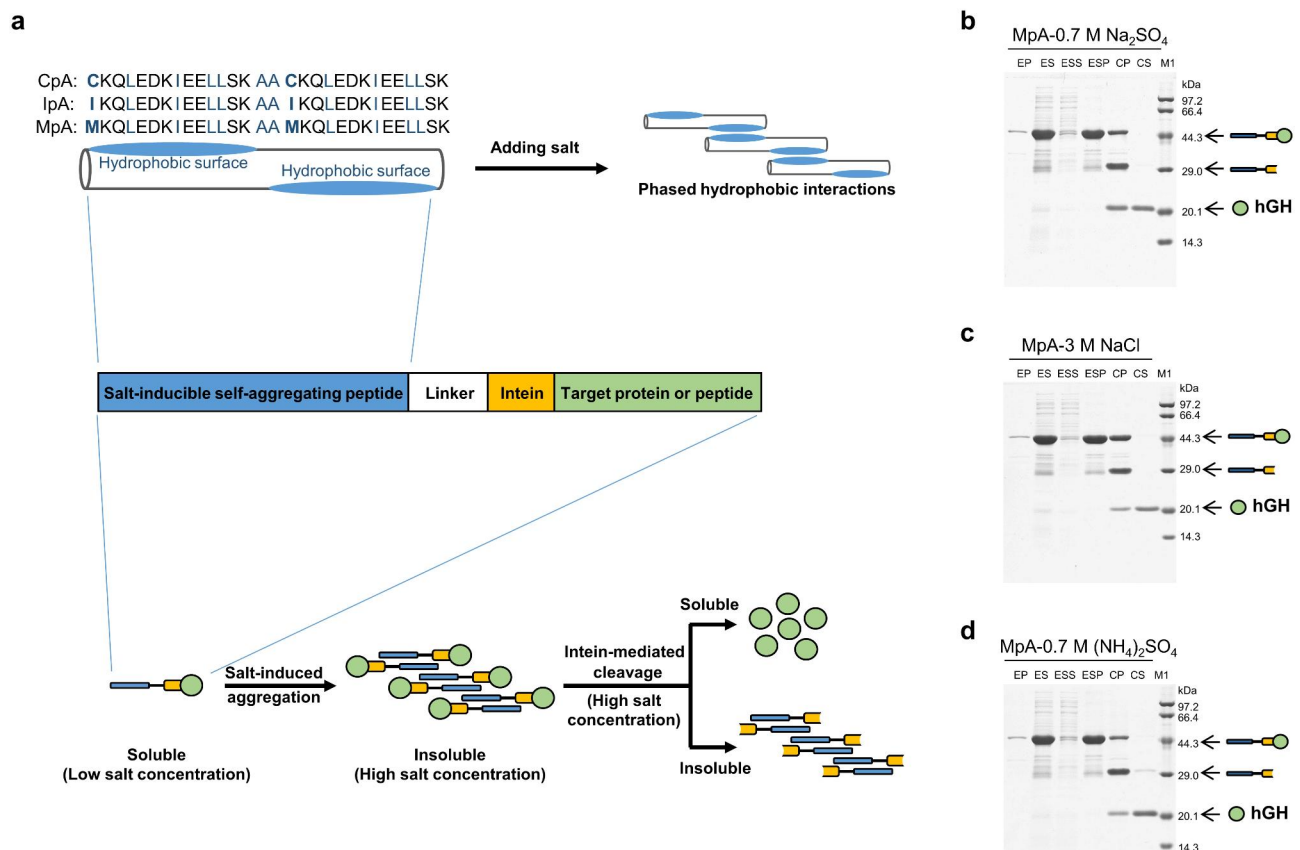 a
CpA: CKQLEDKIEELLSK AA CKQLEDKIEELLSK
IpA: IKQLEDKIEELLSK AA IKQLEDKIEELLSK
MpA: MKQLEDKIEELLSK AA MKQLEDKIEELLSK
Hydrophobic surface
Hydrophobic surface
Adding salt
Phased hydrophobic interactions
Salt-inducible self-aggregating peptide Linker Intein Target protein or peptide
Salt-induced
aggregation
Intein-mediated
cleavage
(High salt
concentration)
Soluble
Insoluble
Soluble
(Low salt concentration)
Insoluble
(High salt concentration)
b
MpA-0.7 M Na₂SO₄
EP ES ESS ESP CP CS M1
kDa
97.2
66.4
44.3
29.0
20.1 hGH
14.3
c
MpA-3 M NaCl
EP ES ESS ESP CP CS M1
kDa
97.2
66.4
44.3
29.0
20.1 hGH
14.3
d
MpA-0.7 M (NH₄)₂SO₄
EP ES ESS ESP CP CS M1
kDa
97.2
66.4
44.3
29.0
20.1 hGH
14.3